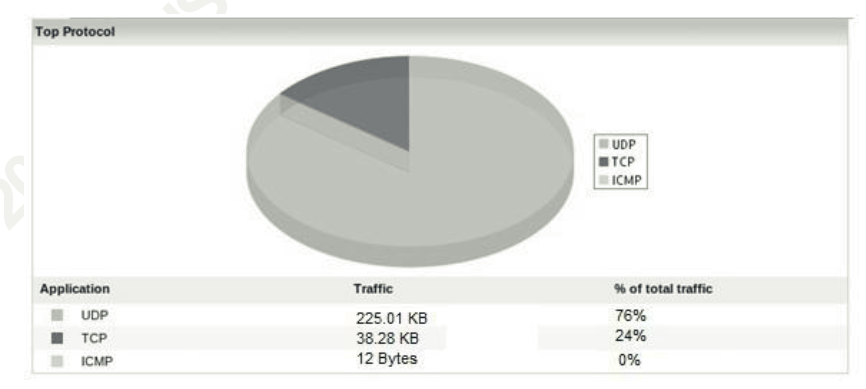 Top Protocol
UDP
TCP
ICMP
Application Traffic % of total traffic
UDP 225.01 KB 76%
TCP 38.28 KB 24%
ICMP 12 Bytes 0%